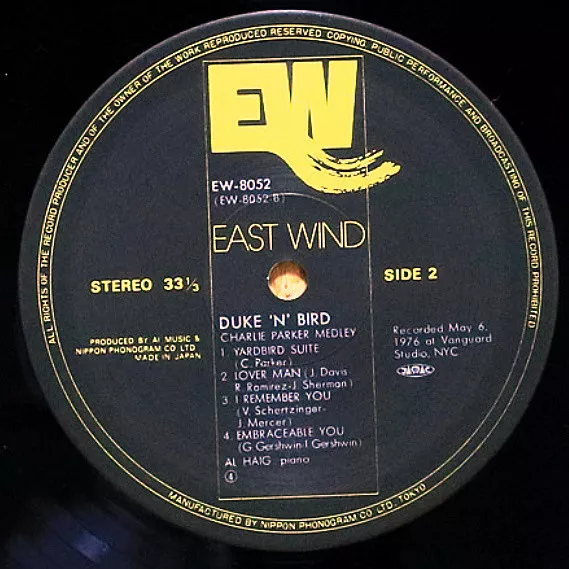 ALL RIGHTS OF THE RECORD PRODUCER AND OF THE OWNER OF THE WORK REPRODUCED RESERVED COPYING, PUBLIC PERFORMANCE AND BROADCASTING OF THIS RECORD PROHIBITED
EW
EW-8052
(EW-8052 B)
EAST WIND
STEREO 33⅓
SIDE 2
DUKE 'N' BIRD
CHARLIE PARKER MEDLEY
1 YARDBIRD SUITE
(C. Parker)
2 LOVER MAN (J. Davis
R. Ramirez-J. Sherman)
3 I REMEMBER YOU
(V. Schertzinger-
J. Mercer)
4. EMBRACEABLE YOU
(G. Gershwin-I. Gershwin)
AL HAIG piano
④
PRODUCED BY AI MUSIC &
NIPPON PHONOGRAM CO LTD
MADE IN JAPAN
Recorded May 6,
1976 at Vanguard
Studio, NYC
MANUFACTURED BY NIPPON PHONOGRAM CO LTD, TOKYO